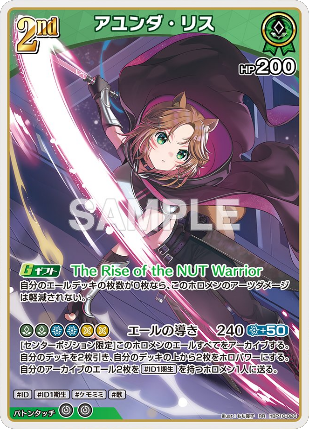 2nd
アユンダ・リス
HP200
SAMPLE
ギフト The Rise of the NUT Warrior
自分のエールデッキの枚数が0枚なら、このホロメンのアーツダメージ
は軽減されない。
エールの導き 240 +50
[センターポジション限定]このホロメンのエールすべてをアーカイブする。
自分のデッキを2枚引き、自分のデッキの上から2枚をホロパワーにする。
自分のアーカイブのエール2枚を #ID1期生 を持つホロメン1人に送る。
#ID #ID1期生 #ケモミミ #歌
バトンタッチ